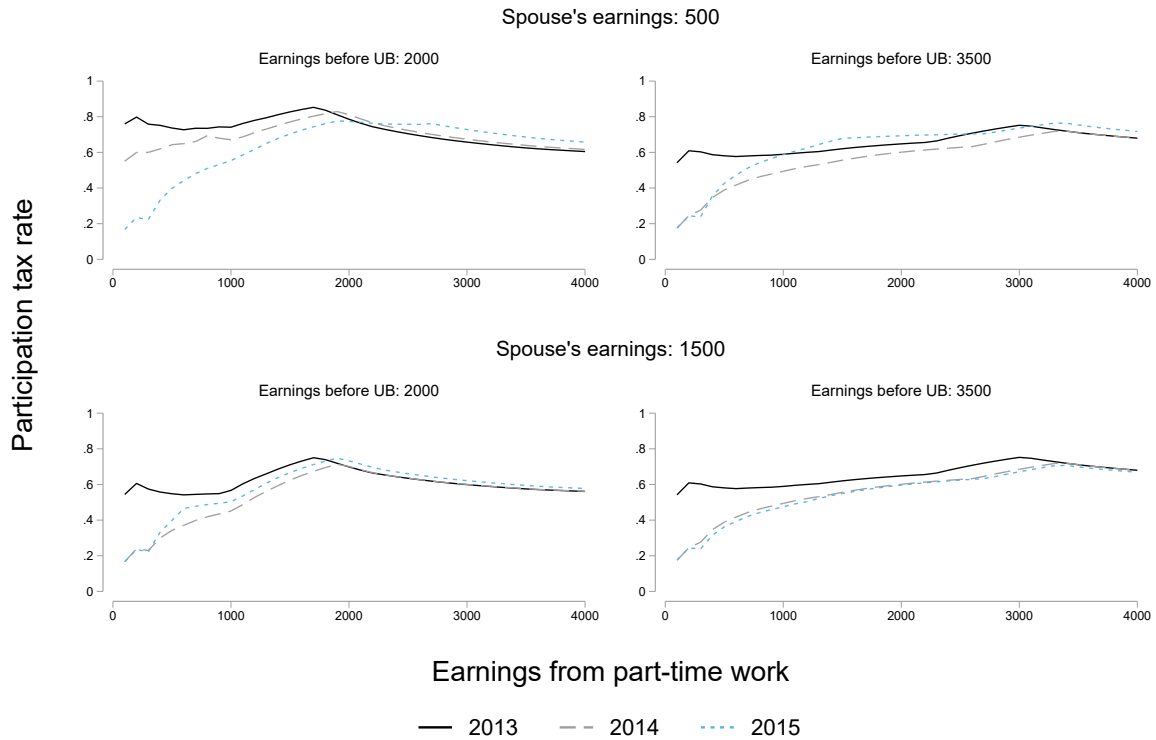 Spouse's earnings: 500
Earnings before UB: 2000
Earnings before UB: 3500
1
.8
.6
.4
.2
0
0 1000 2000 3000 4000
1
.8
.6
.4
.2
0
0 1000 2000 3000 4000
Participation tax rate
Spouse's earnings: 1500
Earnings before UB: 2000
Earnings before UB: 3500
1
.8
.6
.4
.2
0
0 1000 2000 3000 4000
1
.8
.6
.4
.2
0
0 1000 2000 3000 4000
Earnings from part-time work
2013 2014 2015